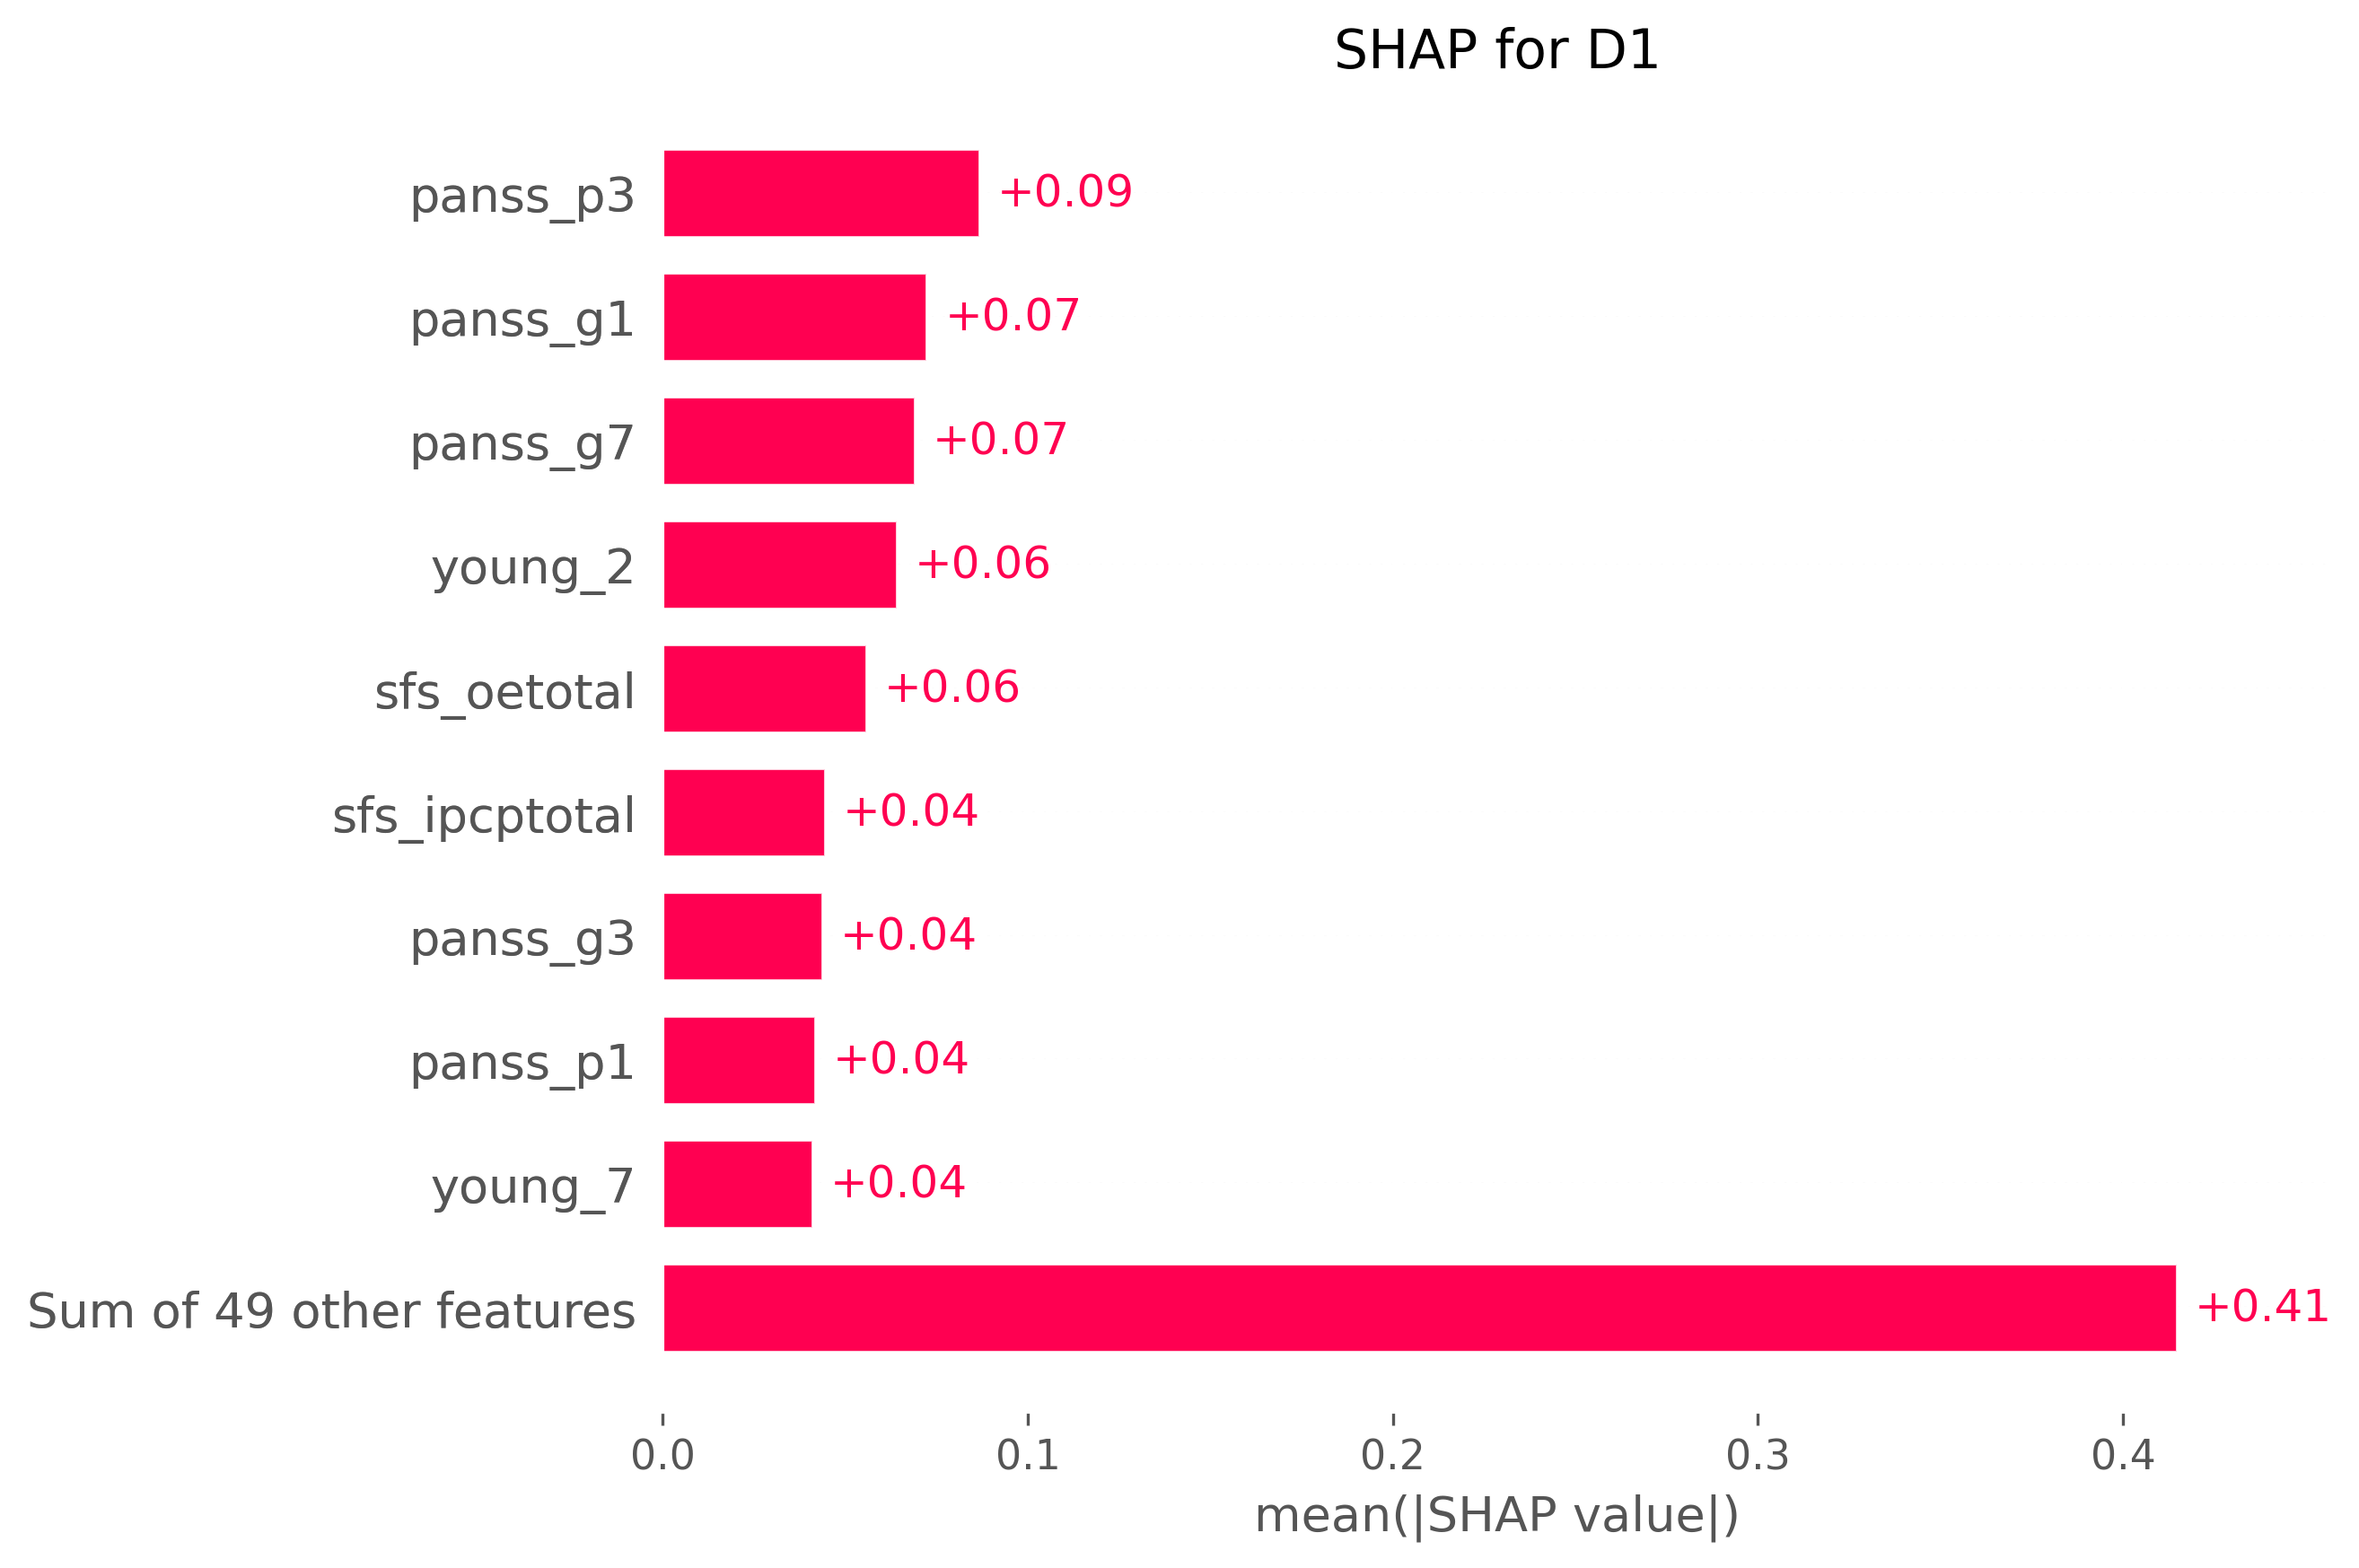 SHAP for D1
panss_p3 +0.09
panss_g1 +0.07
panss_g7 +0.07
young_2 +0.06
sfs_oetotal +0.06
sfs_ipcptotal +0.04
panss_g3 +0.04
panss_p1 +0.04
young_7 +0.04
Sum of 49 other features +0.41
0.0 0.1 0.2 0.3 0.4
mean(|SHAP value|)